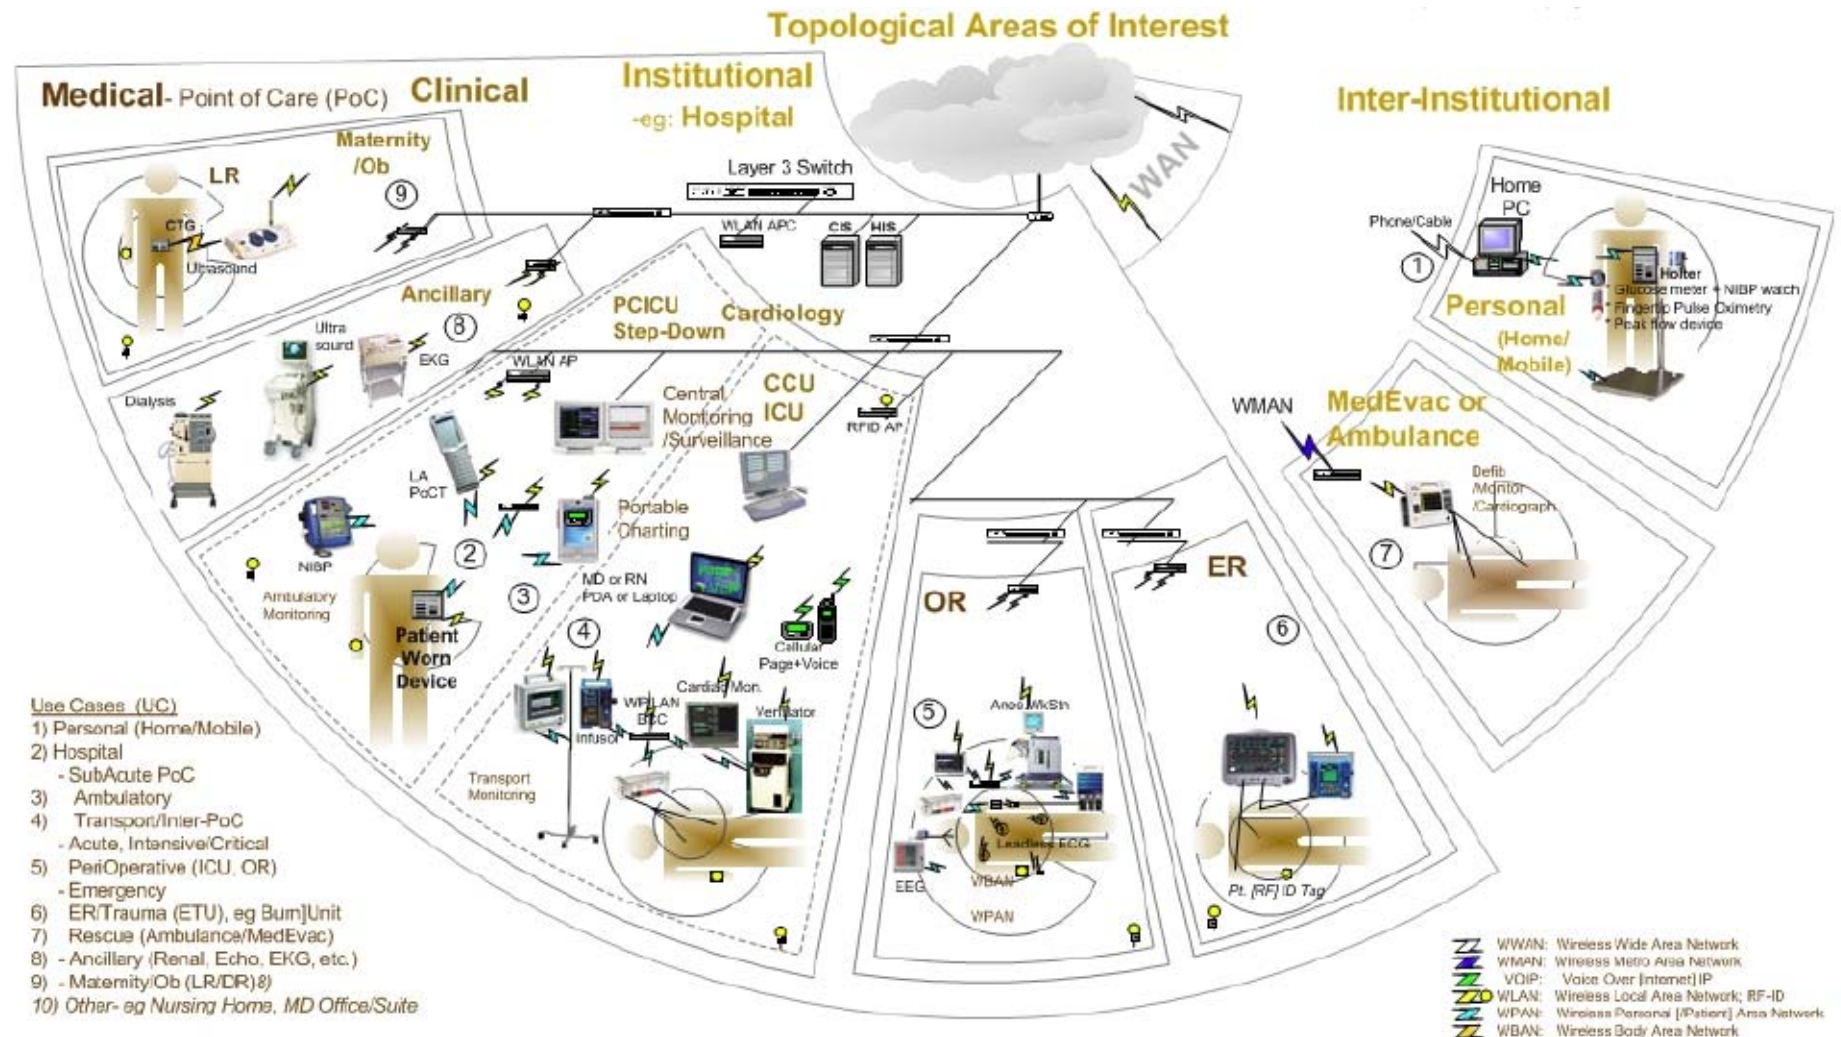 Topological Areas of Interest
Medical- Point of Care (PoC)
Clinical
Institutional
-eg: Hospital
Inter-Institutional
WAN
Maternity
/Ob
9
LR
CTG
Ultrasound
Layer 3 Switch
WLAN APC
CIS
HIS
Ancillary
8
Ultra
sound
EKG
Dialysis
PCICU
Step-Down
Cardiology
WLAN AP
CCU
ICU
Central
Monitoring
/Surveillance
RFID AP
LA
PoCT
Portable
Charting
NIBP
2
Ambulatory
Monitoring
Patient
Worn
Device
3
MD or RN
PDA or Laptop
4
Cellular
Page+Voice
Cardiac Mon.
Ventilator
Infusor
Transport
Monitoring
OR
5
Leadless ECG
EEG
WBAN
WPAN
ER
6
Pt. [RF] ID Tag
Home
PC
Phone/Cable
1
Holter
* Glucose meter + NIBP watch
* Fingertip Pulse Oximetry
* Peak flow device
Personal
(Home/
Mobile)
WMAN
MedEvac or
Ambulance
Defib
/Monitor
/Cardiograph
7
Use Cases (UC)
1) Personal (Home/Mobile)
2) Hospital
- SubAcute PoC
3) Ambulatory
4) Transport/Inter-PoC
- Acute, Intensive/Critical
5) PeriOperative (ICU, OR)
- Emergency
6) ER/Trauma (ETU), eg Burn]Unit
7) Rescue (Ambulance/MedEvac)
8) - Ancillary (Renal, Echo, EKG, etc.)
9) - Maternity/Ob (LR/DR)8)
10) Other- eg Nursing Home, MD Office/Suite
WWAN: Wireless Wide Area Network
WMAN: Wireless Metro Area Network
VOIP: Voice Over [Internet] IP
WLAN: Wireless Local Area Network; RF-ID
WPAN: Wireless Personal [/Patient] Area Network
WBAN: Wireless Body Area Network